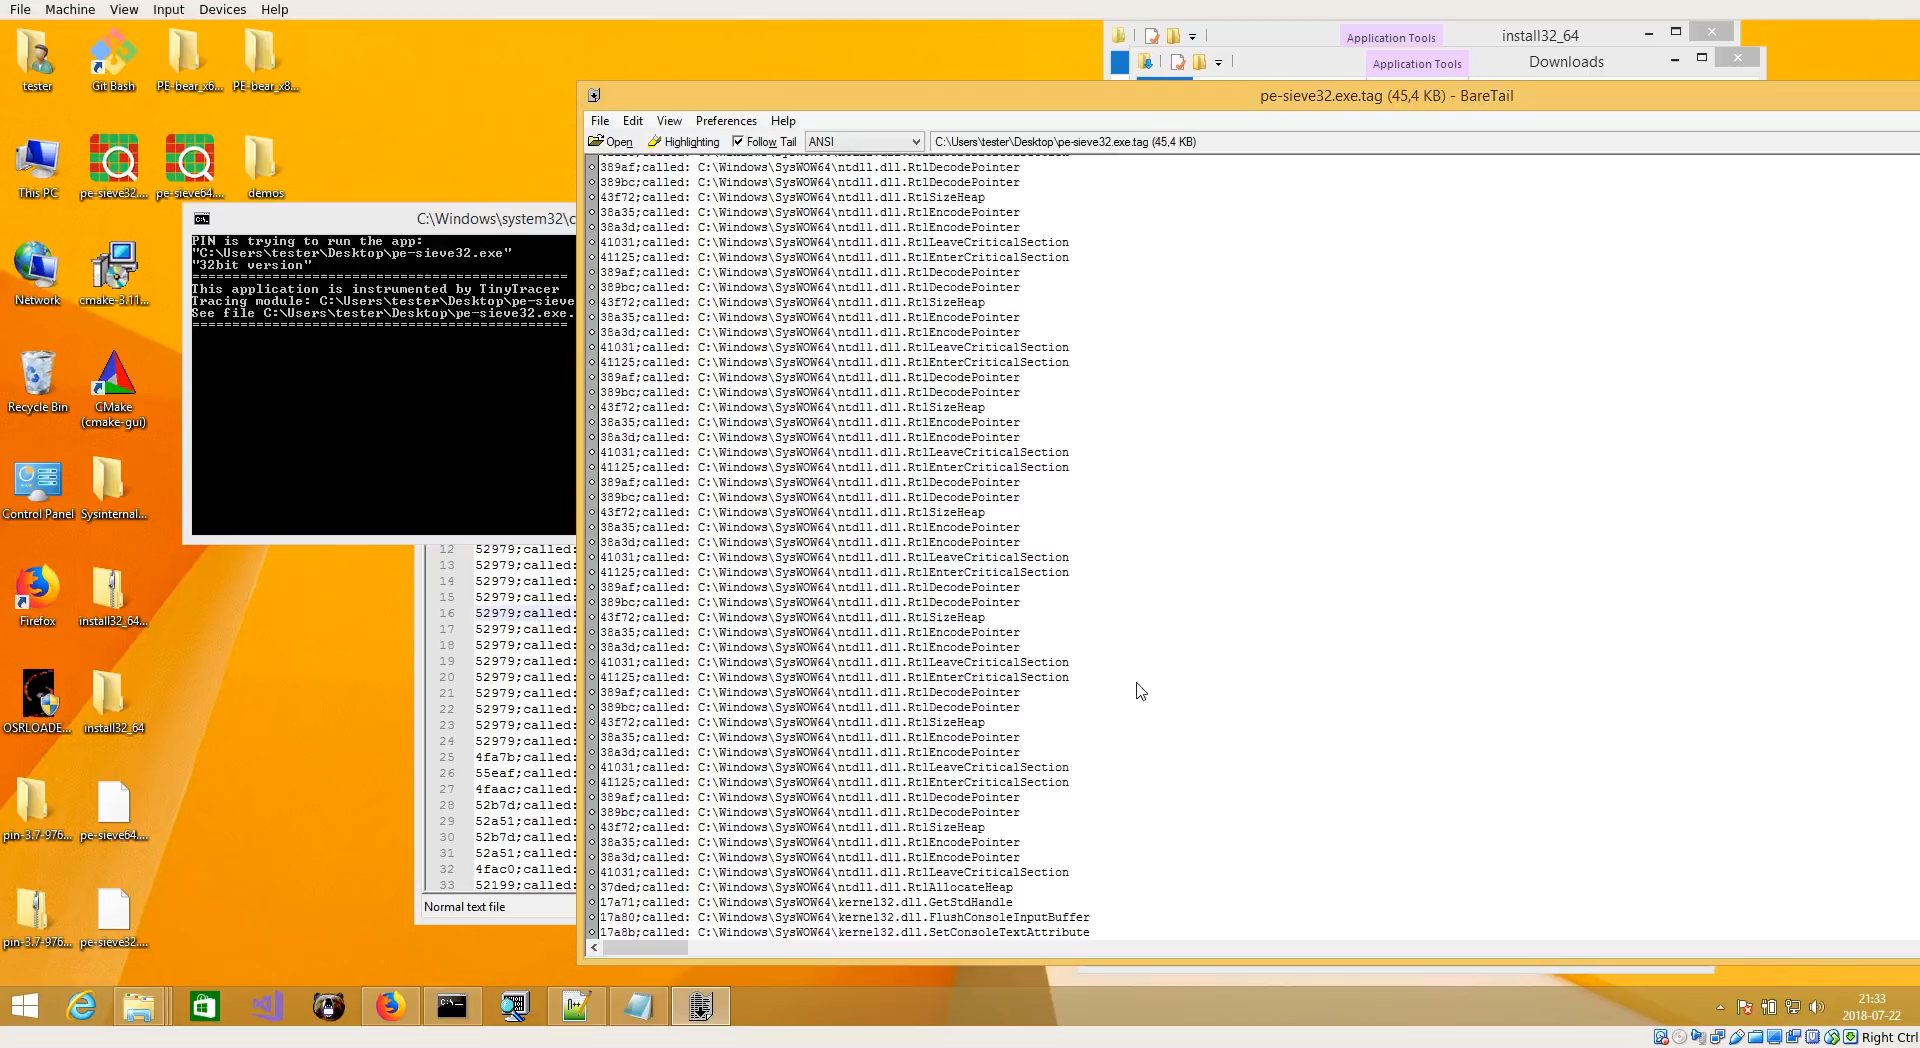 File Machine View Input Devices Help
Application Tools install32_64
Application Tools Downloads
tester
Git Bash
PE-bear_x6...
PE-bear_x8...
This PC
pe-sieve32....
pe-sieve64....
demos
Network
cmake-3.11...
Recycle Bin
CMake
(cmake-gui)
Control Panel
Sysinternal...
Firefox
install32_64...
OSRLOADE...
install32_64
pin-3.7-976...
pe-sieve64....
pin-3.7-976...
pe-sieve32....
C:\Windows\system32\c
PIN is trying to run the app:
"C:\Users\tester\Desktop\pe-sieve32.exe"
"32bit version"
===============================================
This application is instrumented by TinyTracer
Tracing module: C:\Users\tester\Desktop\pe-sieve
See file C:\Users\tester\Desktop\pe-sieve32.exe.
===============================================
12 52979;called:
13 52979;called:
14 52979;called:
15 52979;called:
16 52979;called:
17 52979;called:
18 52979;called:
19 52979;called:
20 52979;called:
21 52979;called:
22 52979;called:
23 52979;called:
24 52979;called:
25 4fa7b;called:
26 55eaf;called:
27 4faac;called:
28 52b7d;called:
29 52a51;called:
30 52b7d;called:
31 52a51;called:
32 4fac0;called:
33 52199;called:
Normal text file
pe-sieve32.exe.tag (45,4 KB) - BareTail
File Edit View Preferences Help
Open Highlighting Follow Tail ANSI C:\Users\tester\Desktop\pe-sieve32.exe.tag (45,4 KB)
389af;called: C:\Windows\SysWOW64\ntdll.dll.RtlDecodePointer
389bc;called: C:\Windows\SysWOW64\ntdll.dll.RtlDecodePointer
43f72;called: C:\Windows\SysWOW64\ntdll.dll.RtlSizeHeap
38a35;called: C:\Windows\SysWOW64\ntdll.dll.RtlEncodePointer
38a3d;called: C:\Windows\SysWOW64\ntdll.dll.RtlEncodePointer
41031;called: C:\Windows\SysWOW64\ntdll.dll.RtlLeaveCriticalSection
41125;called: C:\Windows\SysWOW64\ntdll.dll.RtlEnterCriticalSection
389af;called: C:\Windows\SysWOW64\ntdll.dll.RtlDecodePointer
389bc;called: C:\Windows\SysWOW64\ntdll.dll.RtlDecodePointer
43f72;called: C:\Windows\SysWOW64\ntdll.dll.RtlSizeHeap
38a35;called: C:\Windows\SysWOW64\ntdll.dll.RtlEncodePointer
38a3d;called: C:\Windows\SysWOW64\ntdll.dll.RtlEncodePointer
41031;called: C:\Windows\SysWOW64\ntdll.dll.RtlLeaveCriticalSection
41125;called: C:\Windows\SysWOW64\ntdll.dll.RtlEnterCriticalSection
389af;called: C:\Windows\SysWOW64\ntdll.dll.RtlDecodePointer
389bc;called: C:\Windows\SysWOW64\ntdll.dll.RtlDecodePointer
43f72;called: C:\Windows\SysWOW64\ntdll.dll.RtlSizeHeap
38a35;called: C:\Windows\SysWOW64\ntdll.dll.RtlEncodePointer
38a3d;called: C:\Windows\SysWOW64\ntdll.dll.RtlEncodePointer
41031;called: C:\Windows\SysWOW64\ntdll.dll.RtlLeaveCriticalSection
41125;called: C:\Windows\SysWOW64\ntdll.dll.RtlEnterCriticalSection
389af;called: C:\Windows\SysWOW64\ntdll.dll.RtlDecodePointer
389bc;called: C:\Windows\SysWOW64\ntdll.dll.RtlDecodePointer
43f72;called: C:\Windows\SysWOW64\ntdll.dll.RtlSizeHeap
38a35;called: C:\Windows\SysWOW64\ntdll.dll.RtlEncodePointer
38a3d;called: C:\Windows\SysWOW64\ntdll.dll.RtlEncodePointer
41031;called: C:\Windows\SysWOW64\ntdll.dll.RtlLeaveCriticalSection
41125;called: C:\Windows\SysWOW64\ntdll.dll.RtlEnterCriticalSection
389af;called: C:\Windows\SysWOW64\ntdll.dll.RtlDecodePointer
389bc;called: C:\Windows\SysWOW64\ntdll.dll.RtlDecodePointer
43f72;called: C:\Windows\SysWOW64\ntdll.dll.RtlSizeHeap
38a35;called: C:\Windows\SysWOW64\ntdll.dll.RtlEncodePointer
38a3d;called: C:\Windows\SysWOW64\ntdll.dll.RtlEncodePointer
41031;called: C:\Windows\SysWOW64\ntdll.dll.RtlLeaveCriticalSection
41125;called: C:\Windows\SysWOW64\ntdll.dll.RtlEnterCriticalSection
389af;called: C:\Windows\SysWOW64\ntdll.dll.RtlDecodePointer
389bc;called: C:\Windows\SysWOW64\ntdll.dll.RtlDecodePointer
43f72;called: C:\Windows\SysWOW64\ntdll.dll.RtlSizeHeap
38a35;called: C:\Windows\SysWOW64\ntdll.dll.RtlEncodePointer
38a3d;called: C:\Windows\SysWOW64\ntdll.dll.RtlEncodePointer
41031;called: C:\Windows\SysWOW64\ntdll.dll.RtlLeaveCriticalSection
41125;called: C:\Windows\SysWOW64\ntdll.dll.RtlEnterCriticalSection
389af;called: C:\Windows\SysWOW64\ntdll.dll.RtlDecodePointer
389bc;called: C:\Windows\SysWOW64\ntdll.dll.RtlDecodePointer
43f72;called: C:\Windows\SysWOW64\ntdll.dll.RtlSizeHeap
38a35;called: C:\Windows\SysWOW64\ntdll.dll.RtlEncodePointer
38a3d;called: C:\Windows\SysWOW64\ntdll.dll.RtlEncodePointer
41031;called: C:\Windows\SysWOW64\ntdll.dll.RtlLeaveCriticalSection
37ded;called: C:\Windows\SysWOW64\ntdll.dll.RtlAllocateHeap
17a71;called: C:\Windows\SysWOW64\kernel32.dll.GetStdHandle
17a80;called: C:\Windows\SysWOW64\kernel32.dll.FlushConsoleInputBuffer
17a8b;called: C:\Windows\SysWOW64\kernel32.dll.SetConsoleTextAttribute
21:33
2018-07-22
Right Ctrl